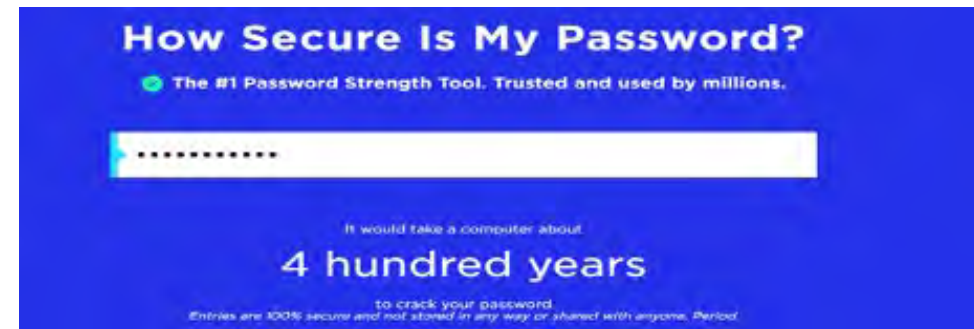 How Secure Is My Password?
The #1 Password Strength Tool. Trusted and used by millions.
•••••••••••
It would take a computer about
4 hundred years
to crack your password
Entries are 100% secure and not stored in any way or shared with anyone. Period.